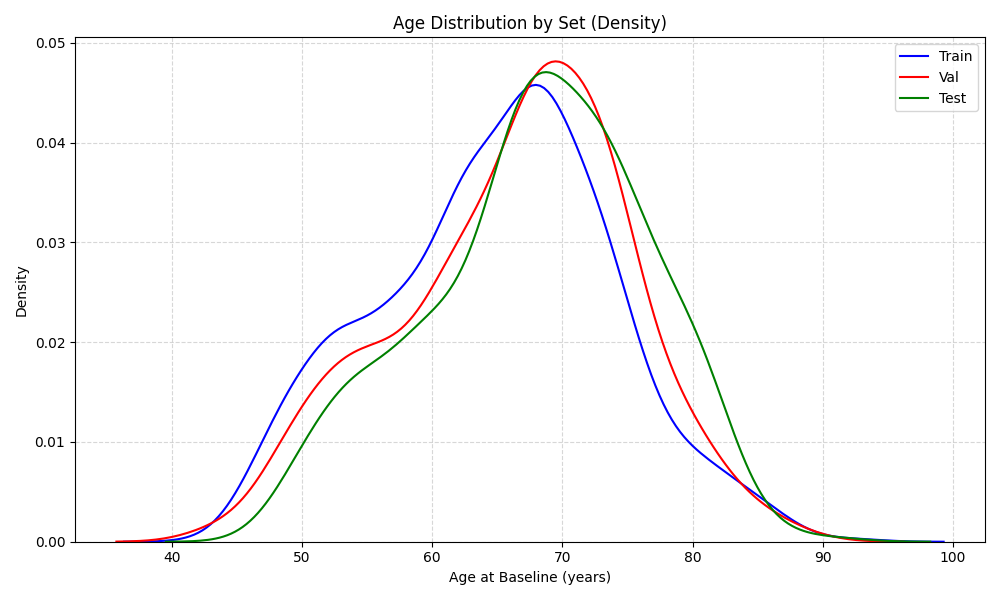 Age Distribution by Set (Density)
0.05
0.04
0.03
0.02
0.01
0.00
Density
Train
Val
Test
40 50 60 70 80 90 100
Age at Baseline (years)